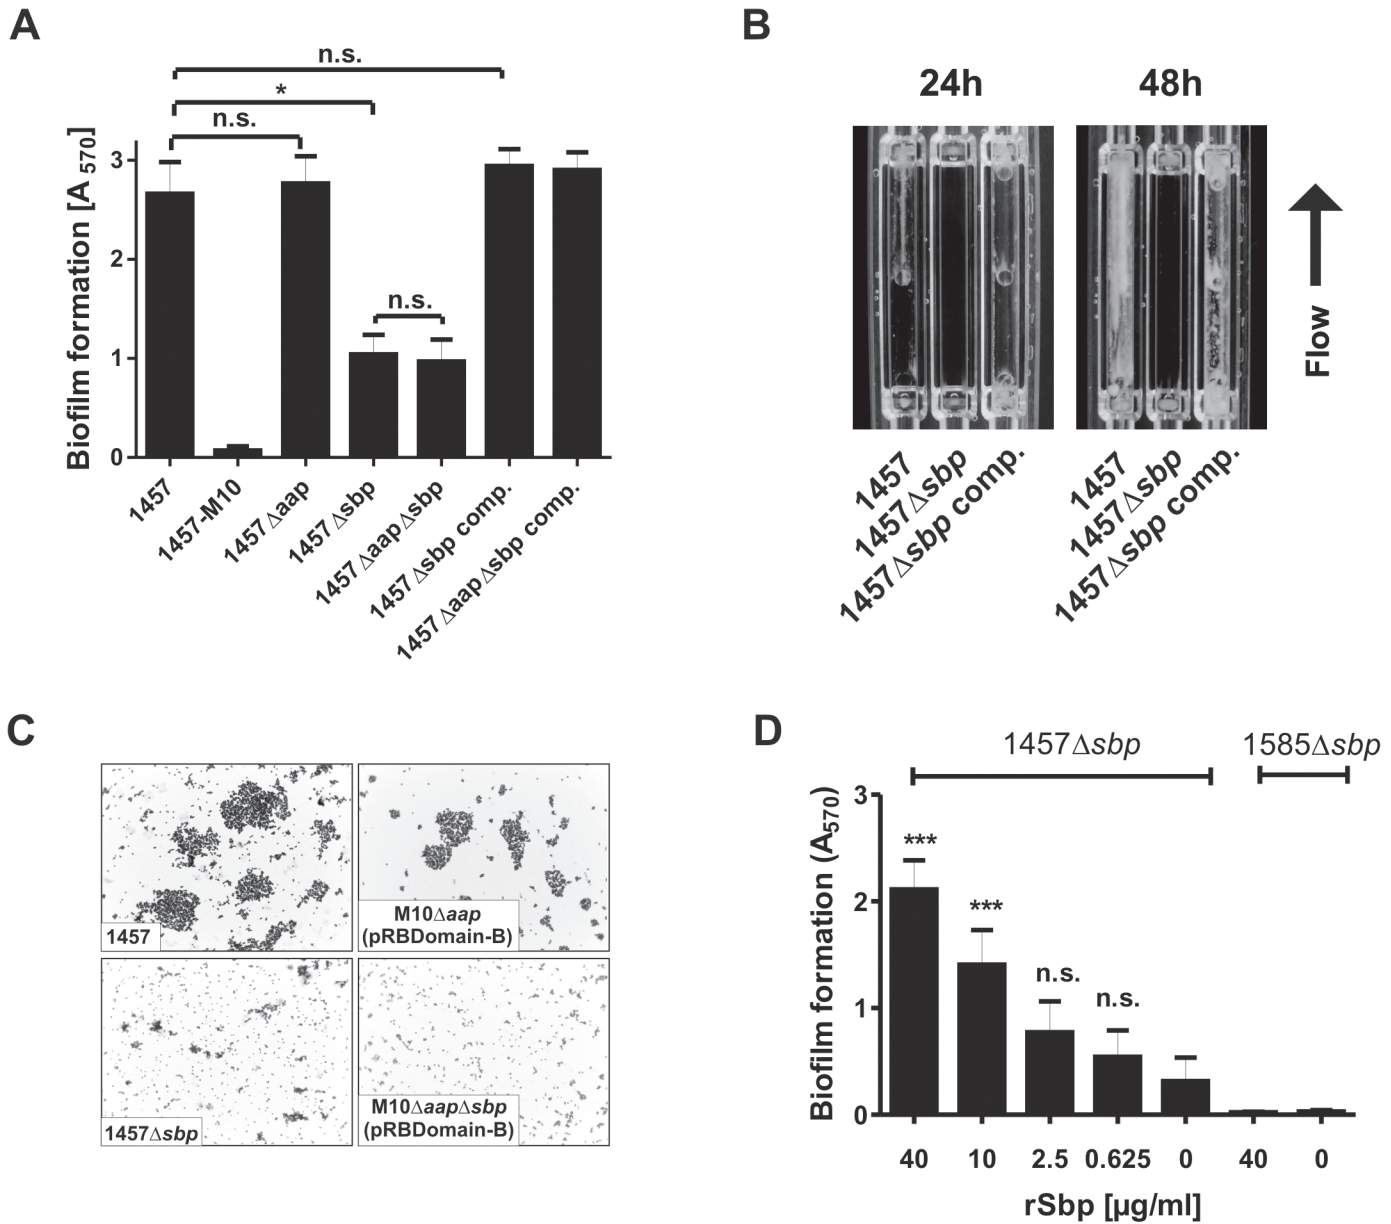 A
n.s.
*
n.s.
n.s.
Biofilm formation [A 570]
3
2
1
0
1457
1457-M10
1457Δaap
1457Δsbp
1457ΔaapΔsbp
1457Δsbp comp.
1457ΔaapΔsbp comp.
B
24h
48h
Flow
1457
1457Δsbp
1457Δsbp comp.
1457
1457Δsbp
1457Δsbp comp.
C
1457
M10Δaap
(pRBDomain-B)
1457Δsbp
M10ΔaapΔsbp
(pRBDomain-B)
D
1457Δsbp
1585Δsbp
Biofilm formation (A570)
3
2
1
0
***
***
n.s.
n.s.
40 10 2.5 0.625 0 40 0
rSbp [µg/ml]